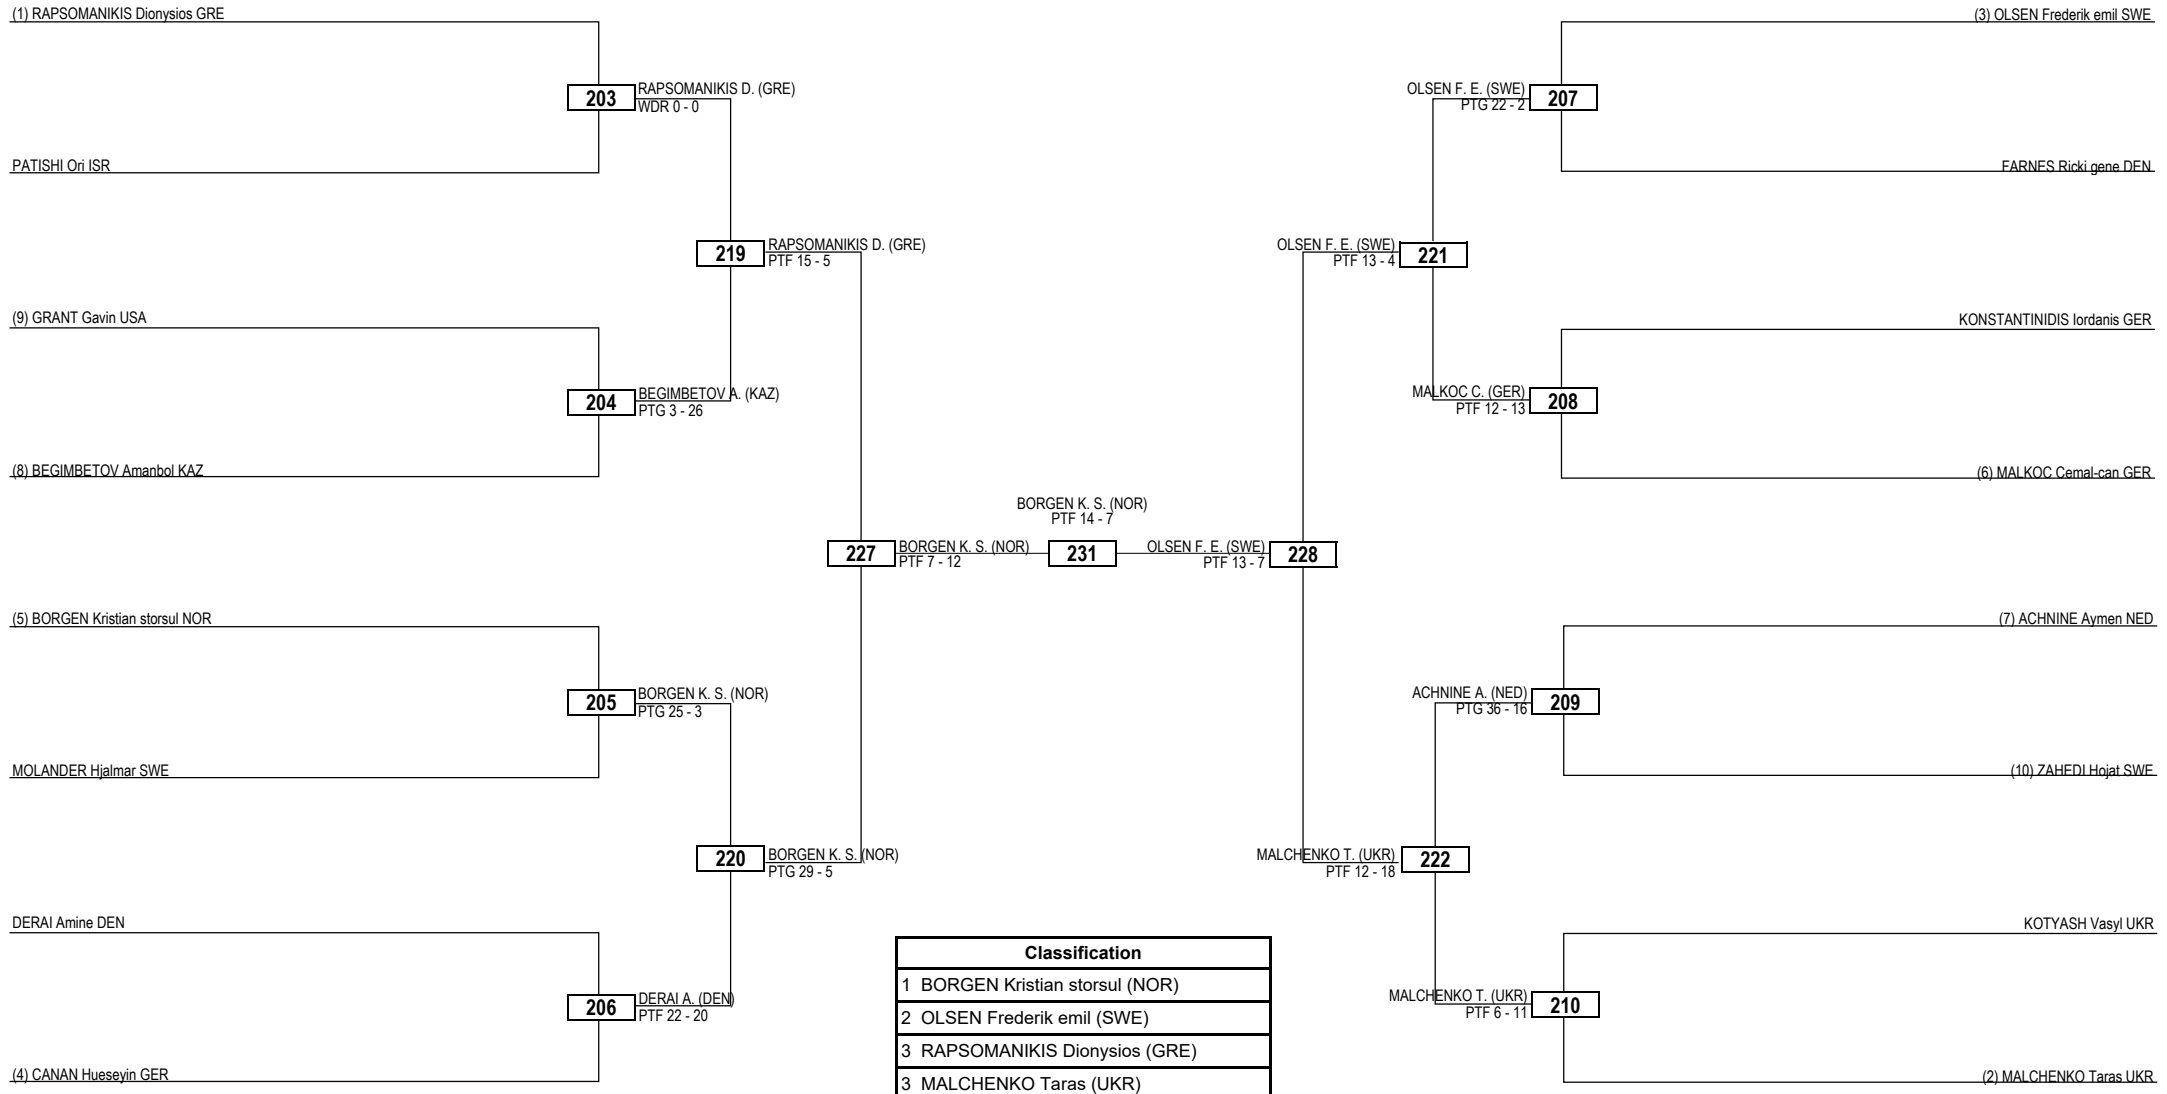 (1) RAPSOMANIKIS Dionysios GRE
203
RAPSOMANIKIS D. (GRE)
WDR 0 - 0
PATISHI Ori ISR
219
RAPSOMANIKIS D. (GRE)
PTF 15 - 5
(9) GRANT Gavin USA
204
BEGIMBETOV A. (KAZ)
PTG 3 - 26
(8) BEGIMBETOV Amanbol KAZ
227
BORGEN K. S. (NOR)
PTF 7 - 12
(5) BORGEN Kristian storsul NOR
205
BORGEN K. S. (NOR)
PTG 25 - 3
MOLANDER Hjalmar SWE
220
BORGEN K. S. (NOR)
PTG 29 - 5
DERAI Amine DEN
206
DERAI A. (DEN)
PTF 22 - 20
(4) CANAN Hueseyin GER
BORGEN K. S. (NOR)
PTF 14 - 7
231
(3) OLSEN Frederik emil SWE
OLSEN F. E. (SWE)
PTG 22 - 2
207
FARNES Ricki gene DEN
OLSEN F. E. (SWE)
PTF 13 - 4
221
KONSTANTINIDIS Iordanis GER
MALKOC C. (GER)
PTF 12 - 13
208
(6) MALKOC Cemal-can GER
OLSEN F. E. (SWE)
PTF 13 - 7
228
(7) ACHNINE Aymen NED
ACHNINE A. (NED)
PTG 36 - 16
209
(10) ZAHEDI Hojat SWE
MALCHENKO T. (UKR)
PTF 12 - 18
222
KOTYASH Vasyl UKR
MALCHENKO T. (UKR)
PTF 6 - 11
210
(2) MALCHENKO Taras UKR
Classification
1 BORGEN Kristian storsul (NOR)
2 OLSEN Frederik emil (SWE)
3 RAPSOMANIKIS Dionysios (GRE)
3 MALCHENKO Taras (UKR)